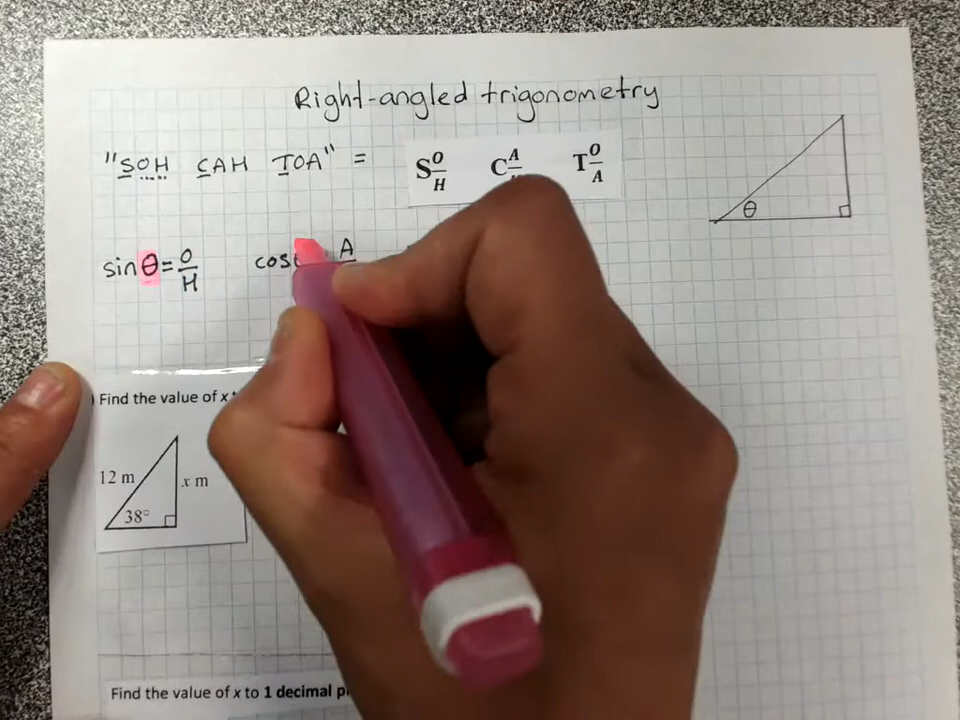 Right-angled trigonometry
"SOH CAH TOA" = S O/H C A T O/A
θ
sinθ = O/H cos A
Find the value of x
12 m x m
38°
Find the value of x to 1 decimal